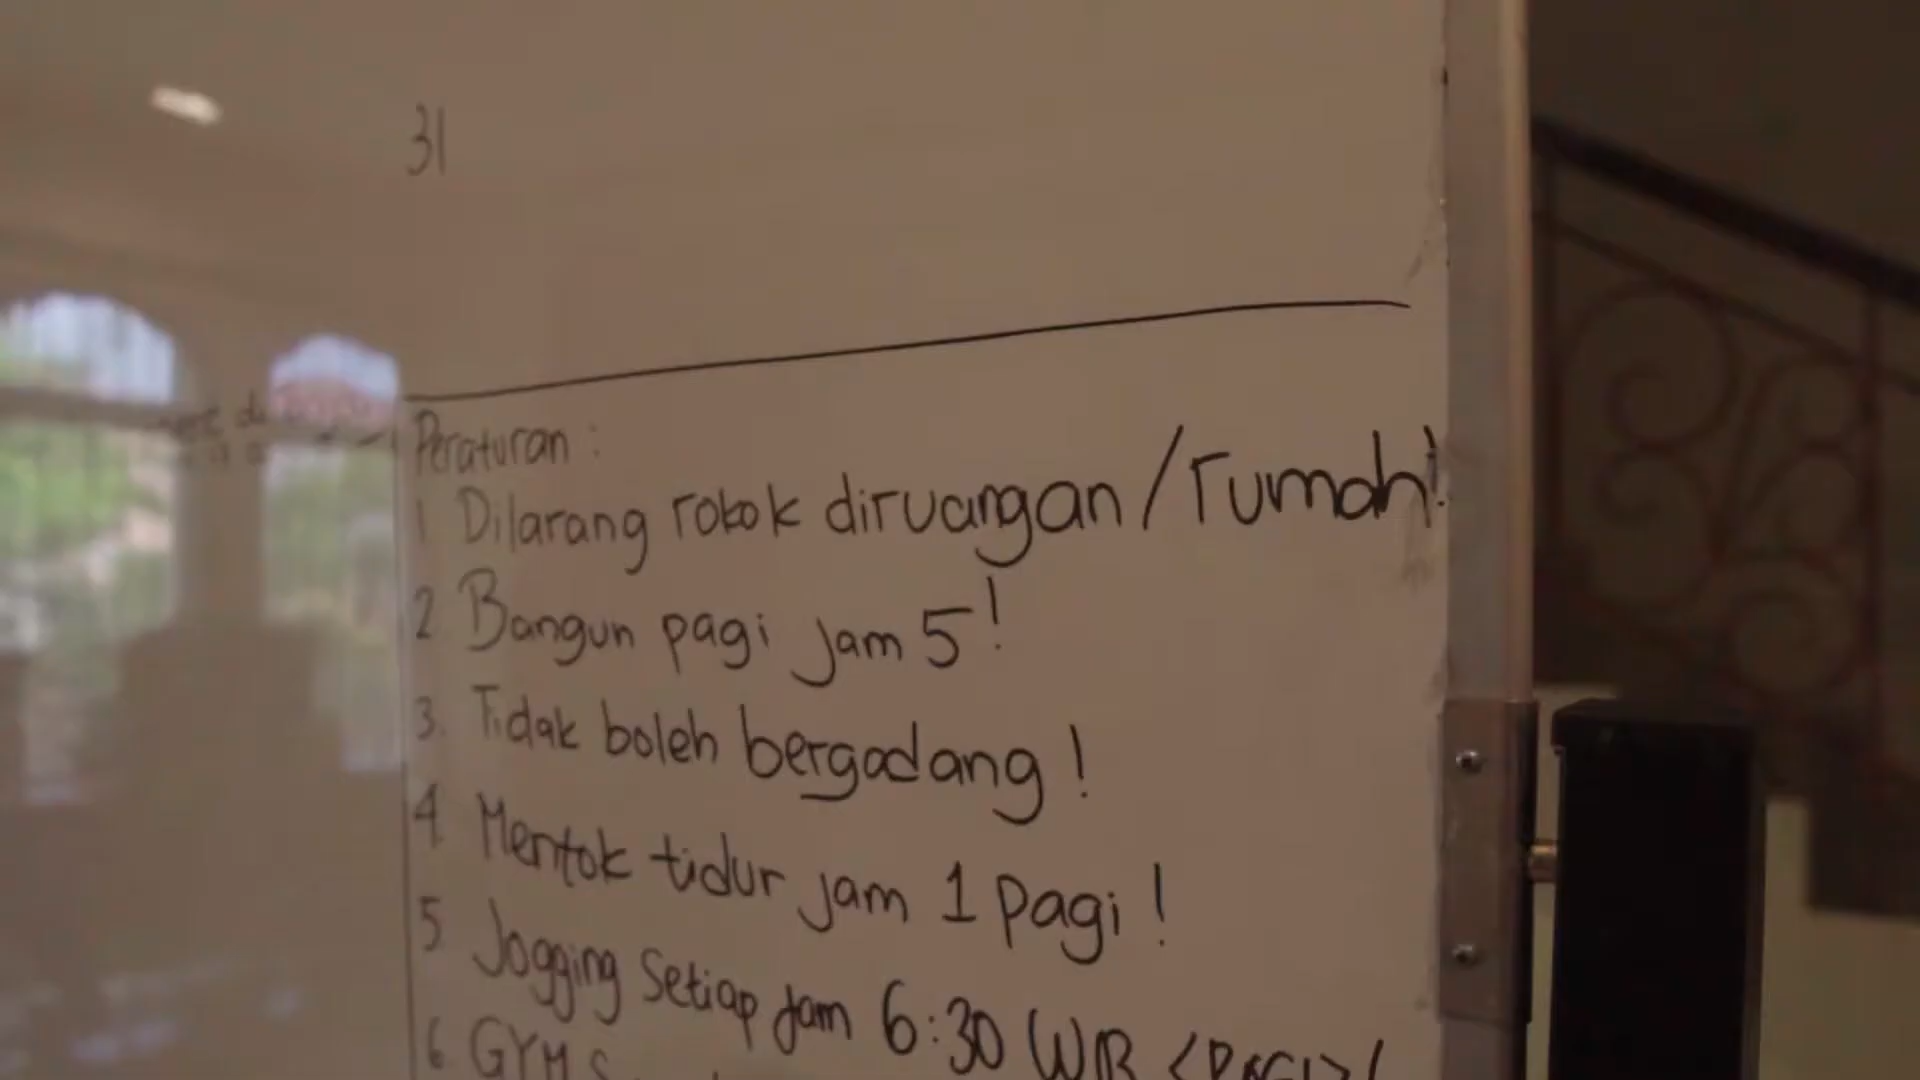 31
Peraturan :
1 Dilarang rokok diruangan/rumah!
2. Bangun pagi jam 5!
3. Tidak boleh bergadang!
4 Mentok tidur jam 1 pagi!
5 Jogging Setiap jam 6:30 WIB <PAGI>!
6 GYM